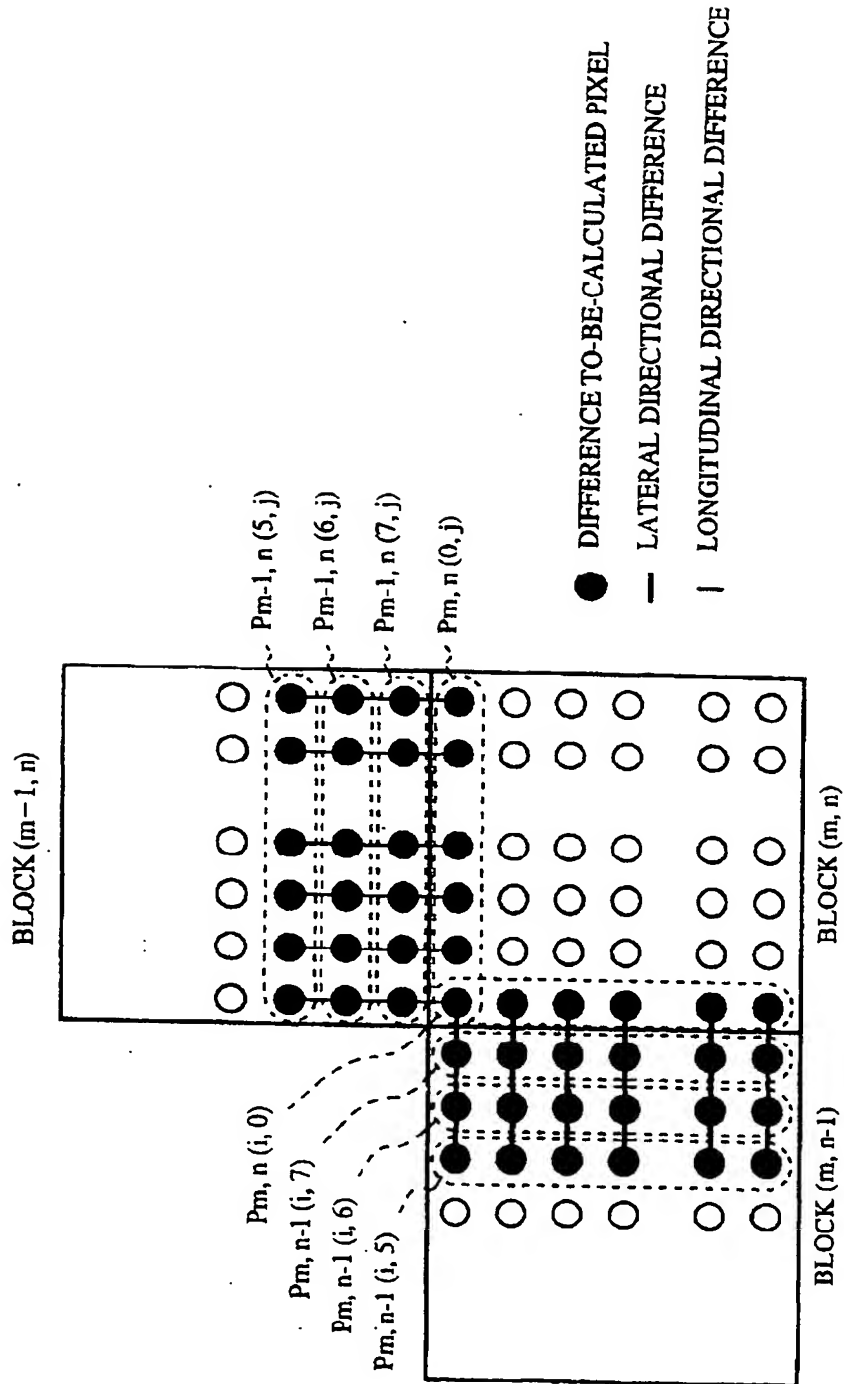 BLOCK (m−1, n)
Pm-1, n (5, j)
Pm-1, n (6, j)
Pm-1, n (7, j)
Pm, n (0, j)
Pm, n (i, 0)
Pm, n-1 (i, 7)
Pm, n-1 (i, 6)
Pm, n-1 (i, 5)
BLOCK (m, n-1)
BLOCK (m, n)
DIFFERENCE TO-BE-CALCULATED PIXEL
LATERAL DIRECTIONAL DIFFERENCE
LONGITUDINAL DIRECTIONAL DIFFERENCE